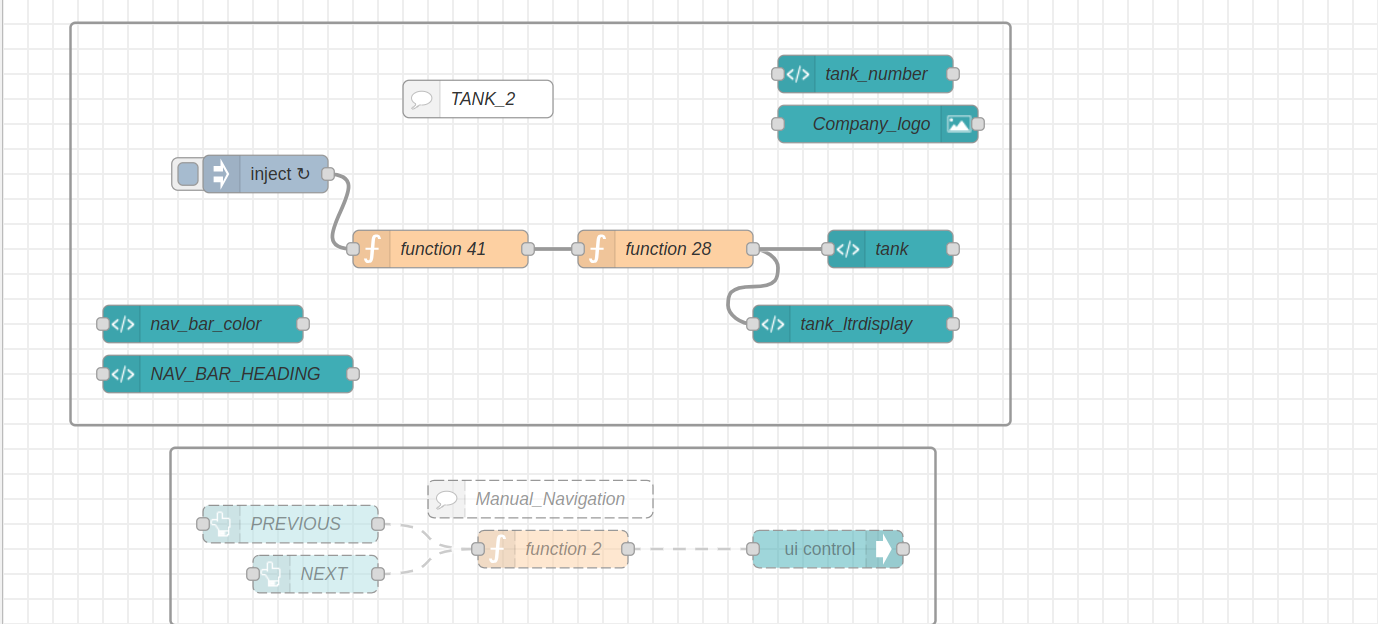 tank_number
TANK_2
Company_logo
inject ↻
function 41
function 28
tank
nav_bar_color
tank_ltrdisplay
NAV_BAR_HEADING
Manual_Navigation
PREVIOUS
function 2
ui control
NEXT